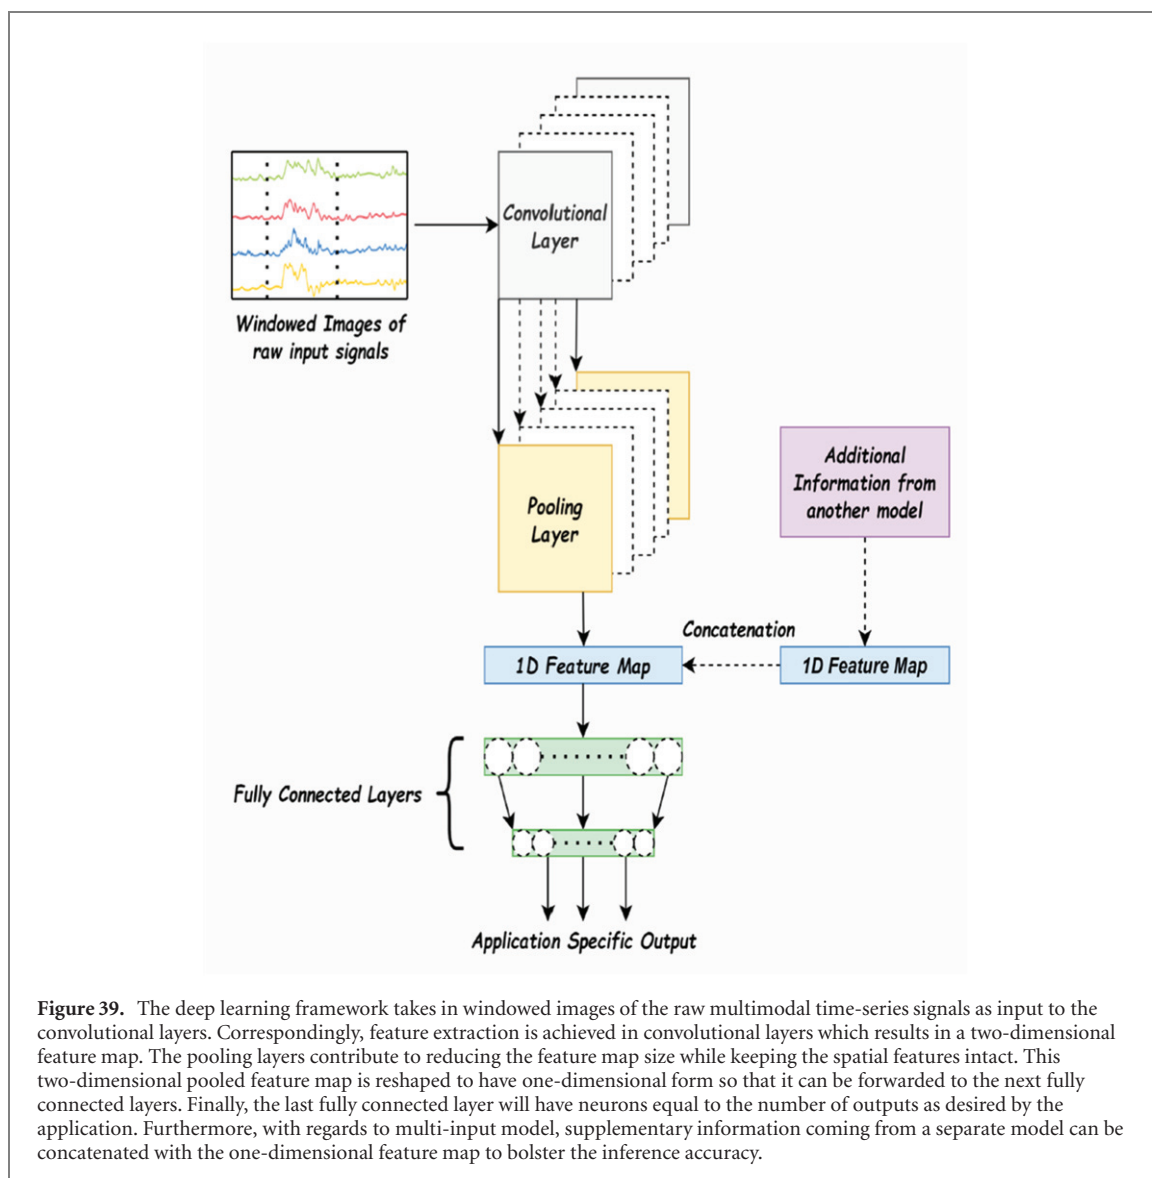 Convolutional
Layer
Windowed Images of
raw input signals
Pooling
Layer
Additional
Information from
another model
Concatenation
1D Feature Map
1D Feature Map
Fully Connected Layers
Application Specific Output
Figure 39. The deep learning framework takes in windowed images of the raw multimodal time-series signals as input to the
convolutional layers. Correspondingly, feature extraction is achieved in convolutional layers which results in a two-dimensional
feature map. The pooling layers contribute to reducing the feature map size while keeping the spatial features intact. This
two-dimensional pooled feature map is reshaped to have one-dimensional form so that it can be forwarded to the next fully
connected layers. Finally, the last fully connected layer will have neurons equal to the number of outputs as desired by the
application. Furthermore, with regards to multi-input model, supplementary information coming from a separate model can be
concatenated with the one-dimensional feature map to bolster the inference accuracy.